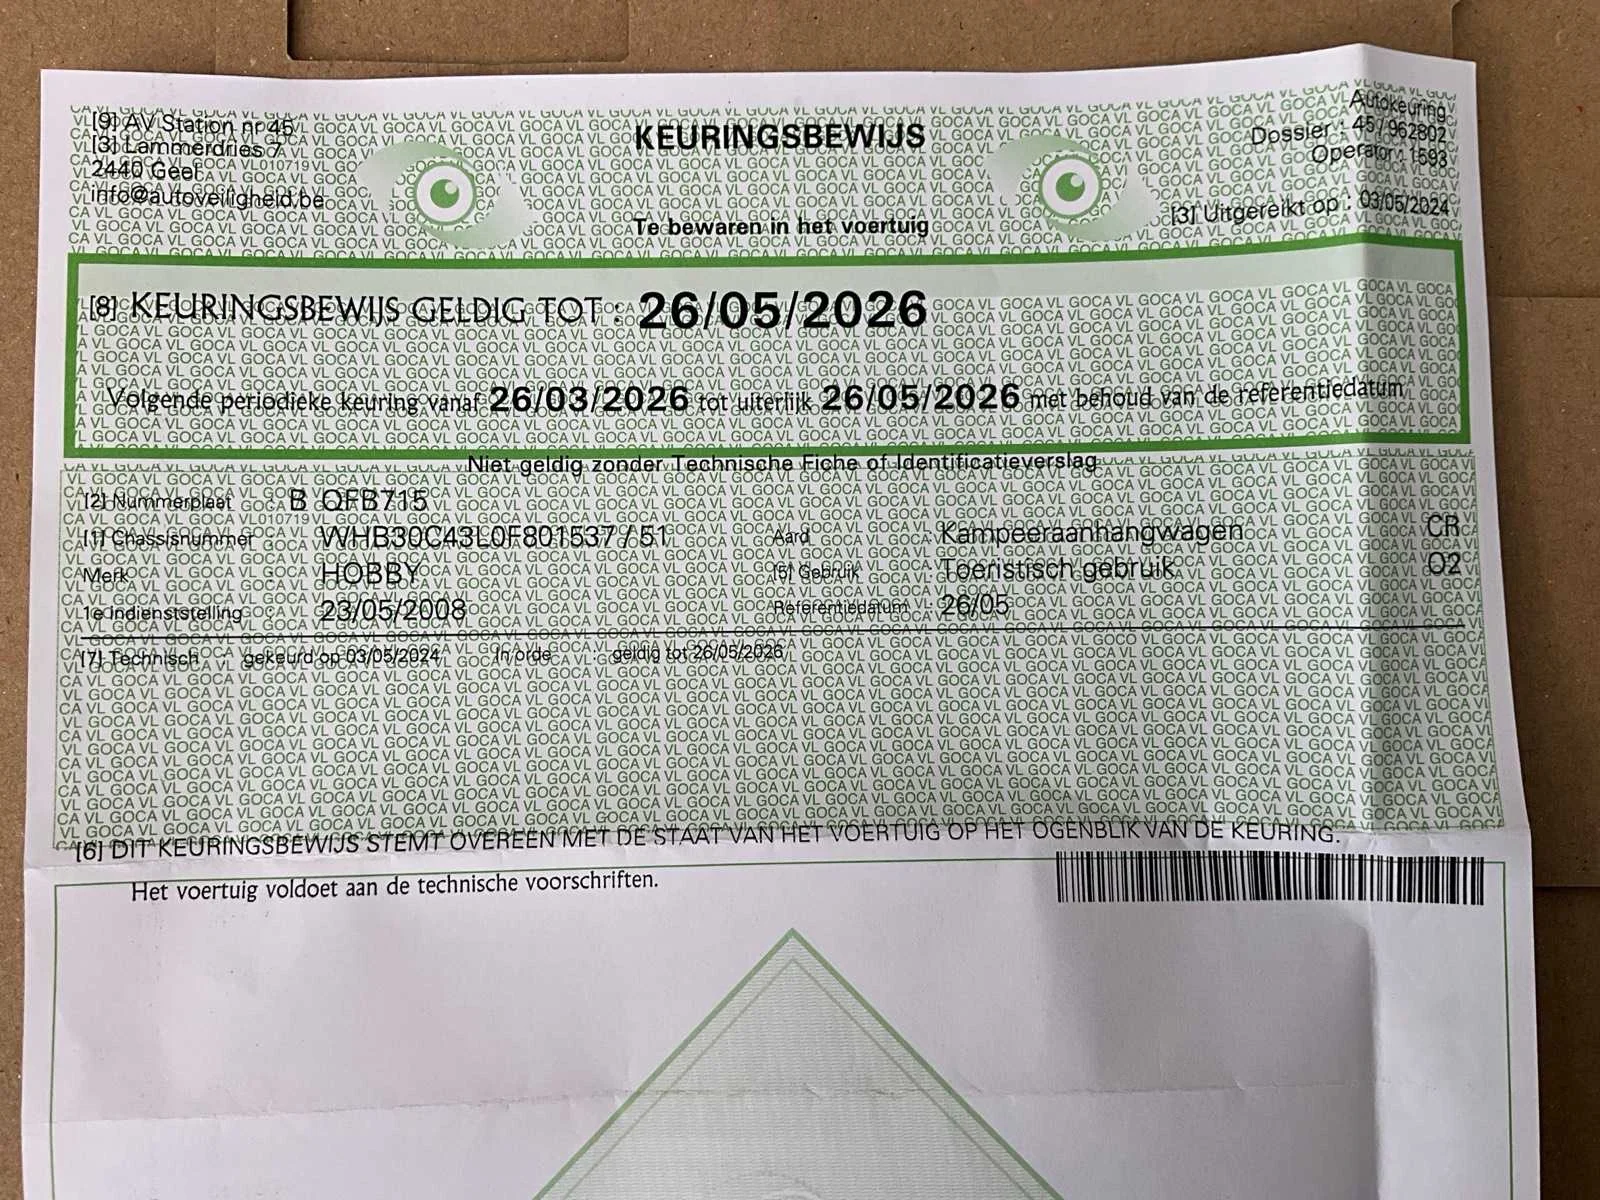 [9] AV Station nr 45
[3] Lammerdries 7
2440 Geel
info@autoveiligheid.be
KEURINGSBEWIJS
Te bewaren in het voertuig
Autokeuring
Dossier : 45 / 962802
Operator : 1593
[3] Uitgereikt op : 03/05/2024
[8] KEURINGSBEWIJS GELDIG TOT : 26/05/2026
Volgende periodieke keuring vanaf 26/03/2026 tot uiterlijk 26/05/2026 met behoud van de referentiedatum
Niet geldig zonder Technische Fiche of Identificatieverslag
[2] Nummerplaat : B QFB715
[1] Chassisnummer WHB30C43L0F801537 / 51 Aard : Kampeeraanhangwagen CR
Merk : HOBBY [5] Gebruik : Toeristisch gebruik O2
1e Indienststelling : 23/05/2008 Referentiedatum : 26/05
[7] Technisch gekeurd op 03/05/2024 In orde geldig tot 26/05/2026
[6] DIT KEURINGSBEWIJS STEMT OVEREEN MET DE STAAT VAN HET VOERTUIG OP HET OGENBLIK VAN DE KEURING.
Het voertuig voldoet aan de technische voorschriften.